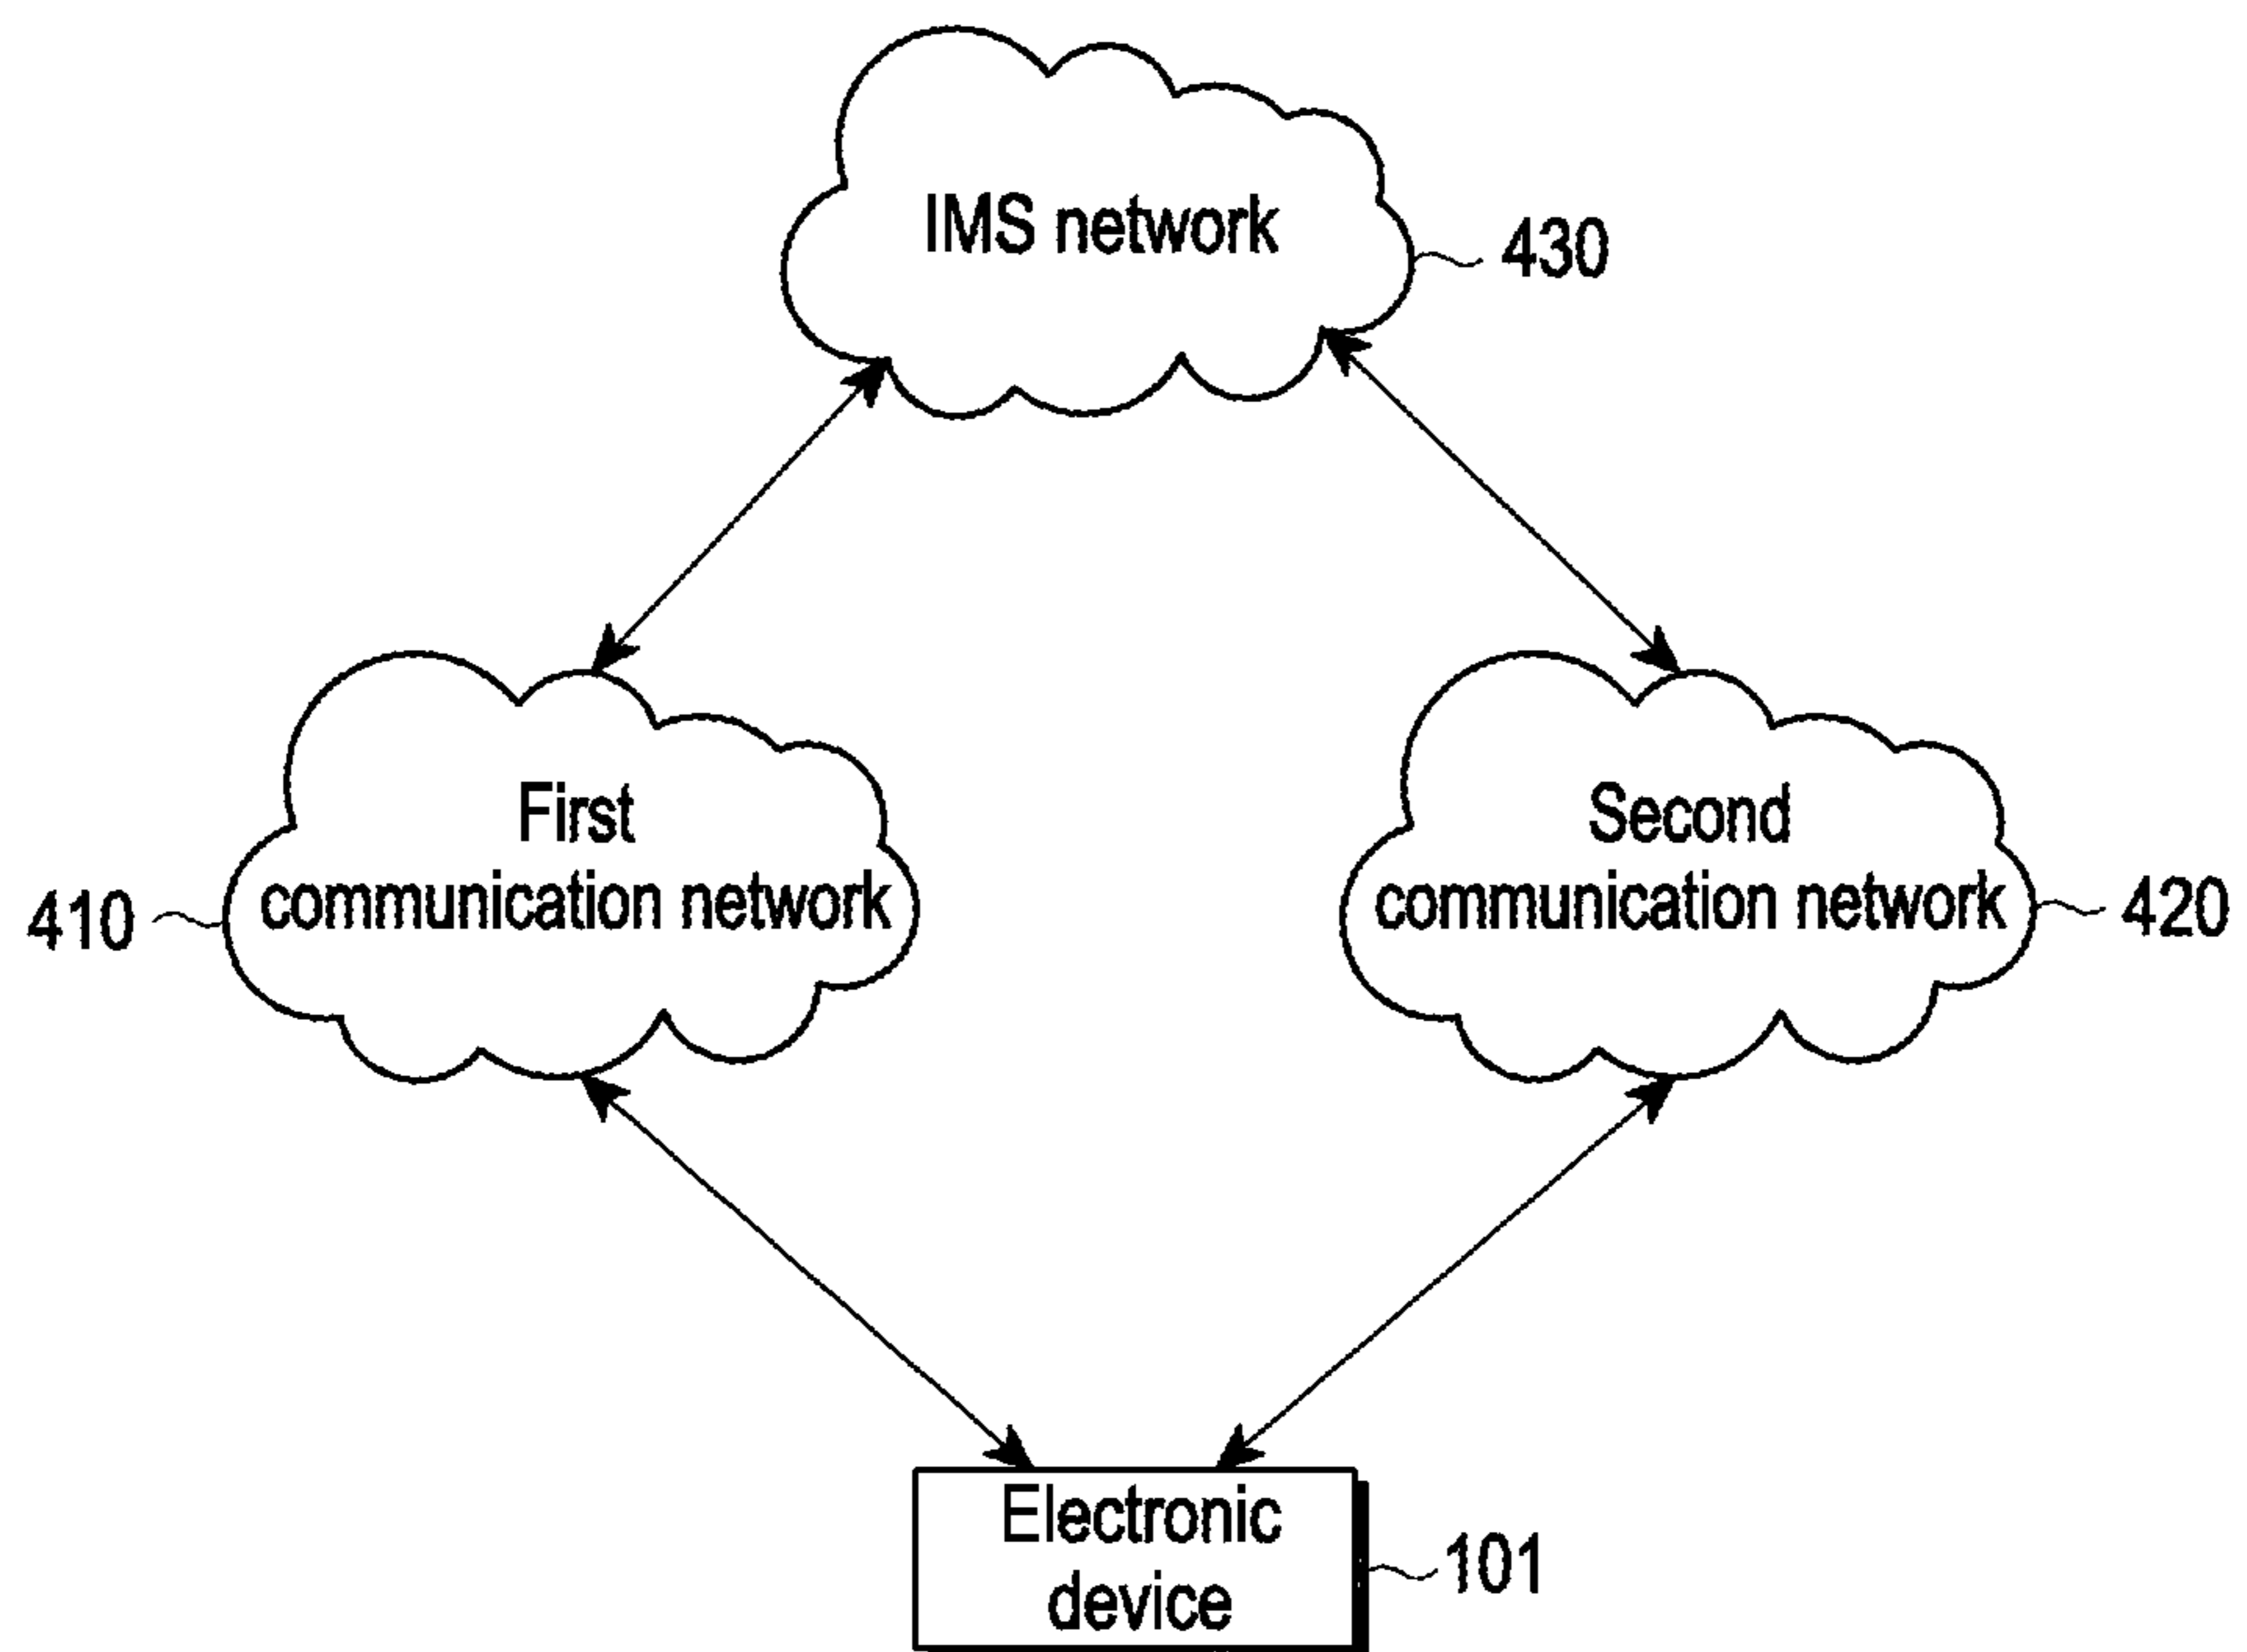 IMS network
430
First
communication network
410
Second
communication network
420
Electronic
device
101